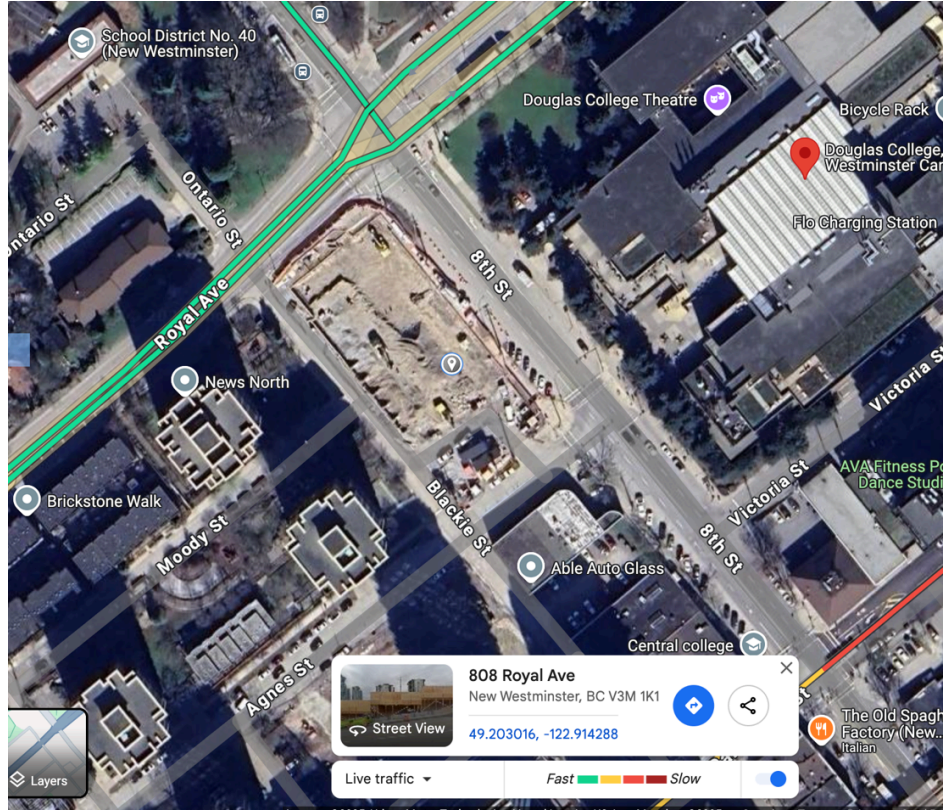 School District No. 40
(New Westminster)
Douglas College Theatre
Bicycle Rack
Douglas College,
Westminster Car
Flo Charging Station
Ontario St
ntario St
8th St
Royal Ave
Victoria St
News North
AVA Fitness Po
Dance Studi
Brickstone Walk
Blackie St
Victoria St
Moody St
8th St
Able Auto Glass
Central college
Agnes St
808 Royal Ave
New Westminster, BC V3M 1K1
49.203016, -122.914288
Street View
St
The Old Spagh
Factory (New...
Italian
Layers
Live traffic
Fast
Slow